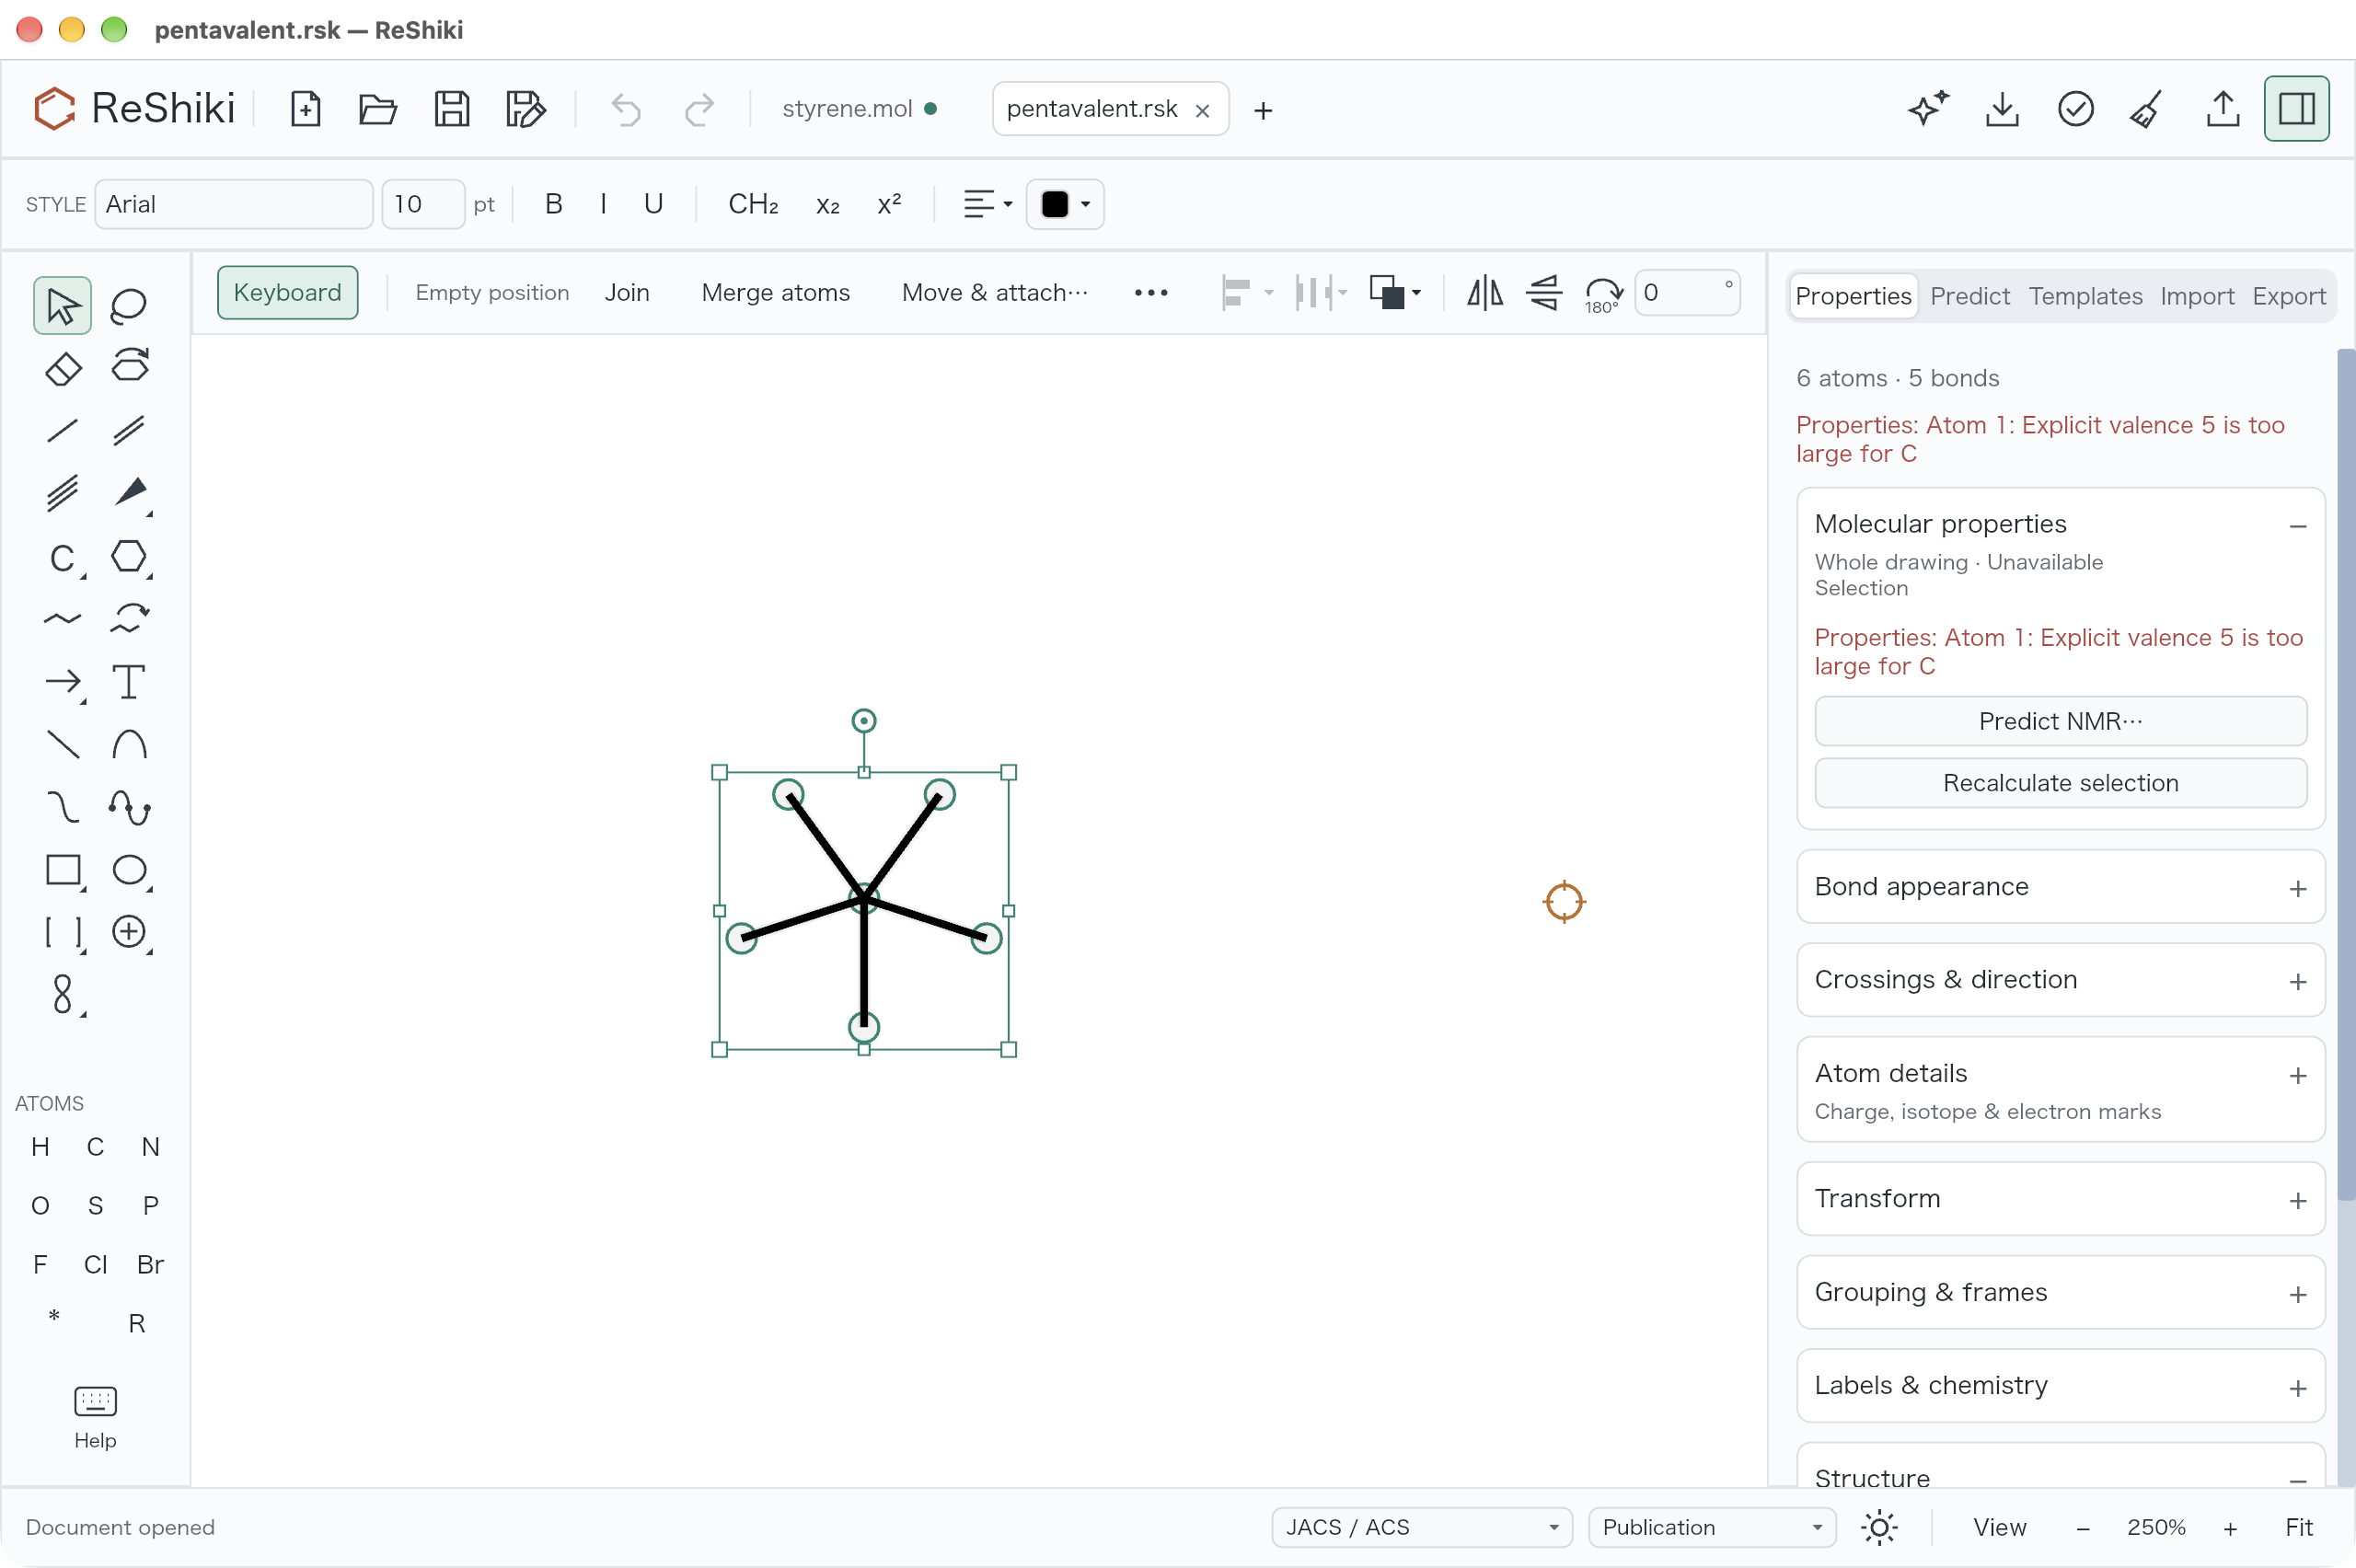 pentavalent.rsk — ReShiki
ReShiki
styrene.mol
pentavalent.rsk ×
+
STYLE Arial 10 pt B I U CH₂ x₂ x²
Keyboard Empty position Join Merge atoms Move & attach··· ••• 180° 0 °
Properties Predict Templates Import Export
6 atoms · 5 bonds
Properties: Atom 1: Explicit valence 5 is too
large for C
Molecular properties −
Whole drawing · Unavailable
Selection
Properties: Atom 1: Explicit valence 5 is too
large for C
Predict NMR···
Recalculate selection
Bond appearance +
Crossings & direction +
Atom details +
Charge, isotope & electron marks
Transform +
Grouping & frames +
Labels & chemistry +
Structure −
C
T
[ ]
ATOMS
H C N
O S P
F Cl Br
* R
Help
Document opened
JACS / ACS
Publication
View − 250% + Fit